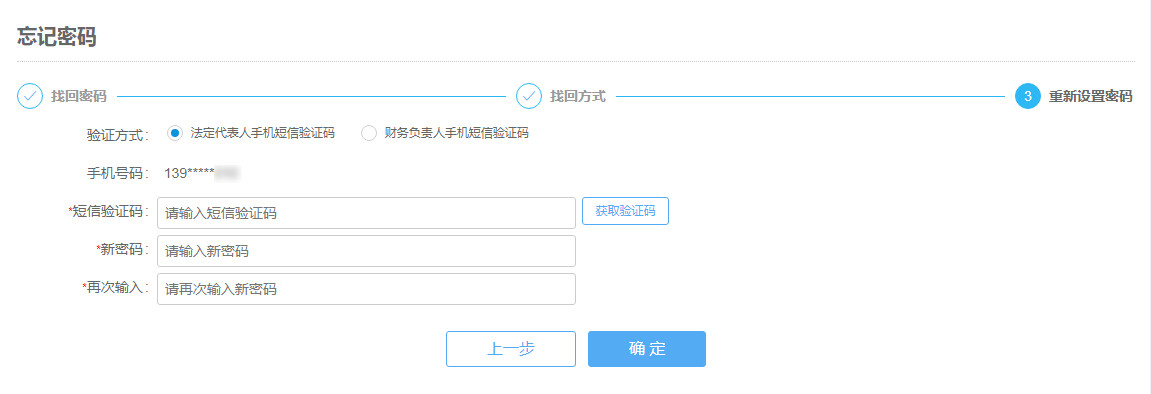 忘记密码
找回密码 找回方式 3 重新设置密码
验证方式: 法定代表人手机短信验证码 财务负责人手机短信验证码
手机号码: 139*****
*短信验证码: 请输入短信验证码 获取验证码
*新密码: 请输入新密码
*再次输入: 请再次输入新密码
上一步 确 定